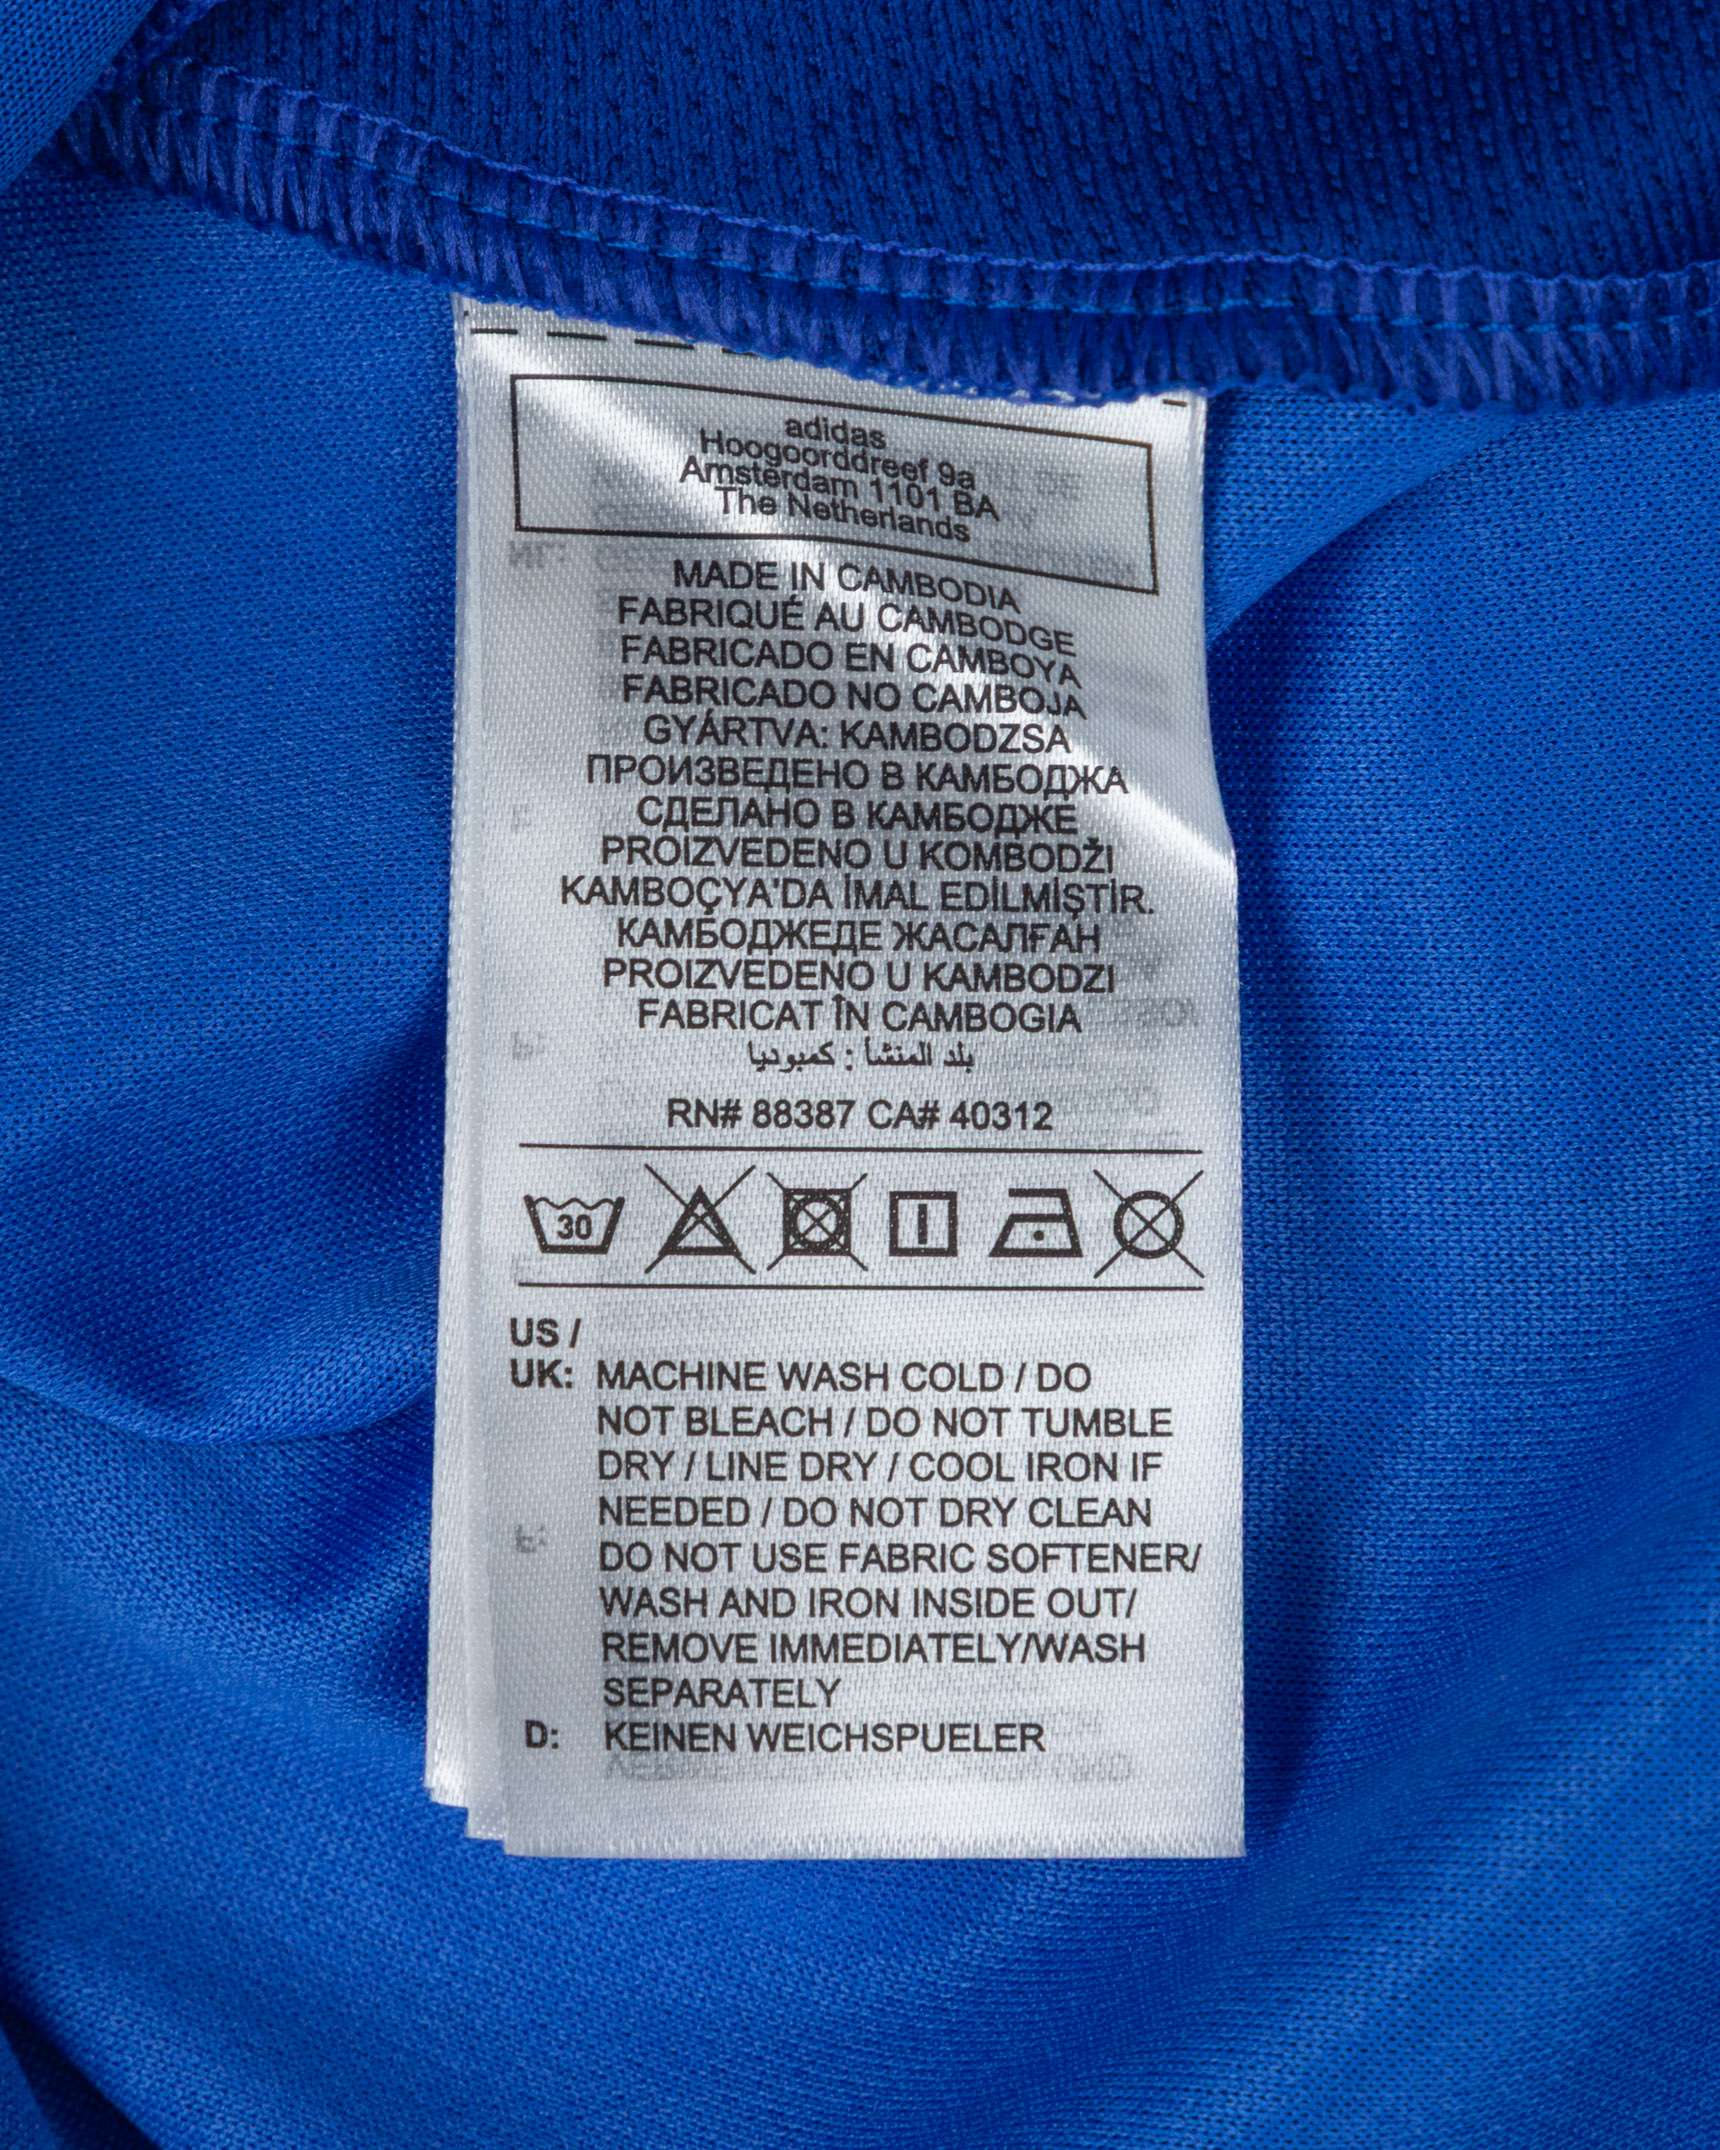 adidas
Hoogoorddreef 9a
Amsterdam 1101 BA
The Netherlands
MADE IN CAMBODIA
FABRIQUÉ AU CAMBODGE
FABRICADO EN CAMBOYA
FABRICADO NO CAMBOJA
GYÁRTVA: KAMBODZSA
ПРОИЗВЕДЕНО В КАМБОДЖА
СДЕЛАНО В КАМБОДЖЕ
PROIZVEDENO U KOMBODŽI
KAMBOÇYA'DA İMAL EDİLMİŞTİR.
КАМБОДЖЕДЕ ЖАСАЛҒАН
PROIZVEDENO U KAMBODZI
FABRICAT ÎN CAMBOGIA
بلد المنشأ : كمبوديا
RN# 88387 CA# 40312
30
US /
UK: MACHINE WASH COLD / DO
NOT BLEACH / DO NOT TUMBLE
DRY / LINE DRY / COOL IRON IF
NEEDED / DO NOT DRY CLEAN
DO NOT USE FABRIC SOFTENER/
WASH AND IRON INSIDE OUT/
REMOVE IMMEDIATELY/WASH
SEPARATELY
D: KEINEN WEICHSPUELER